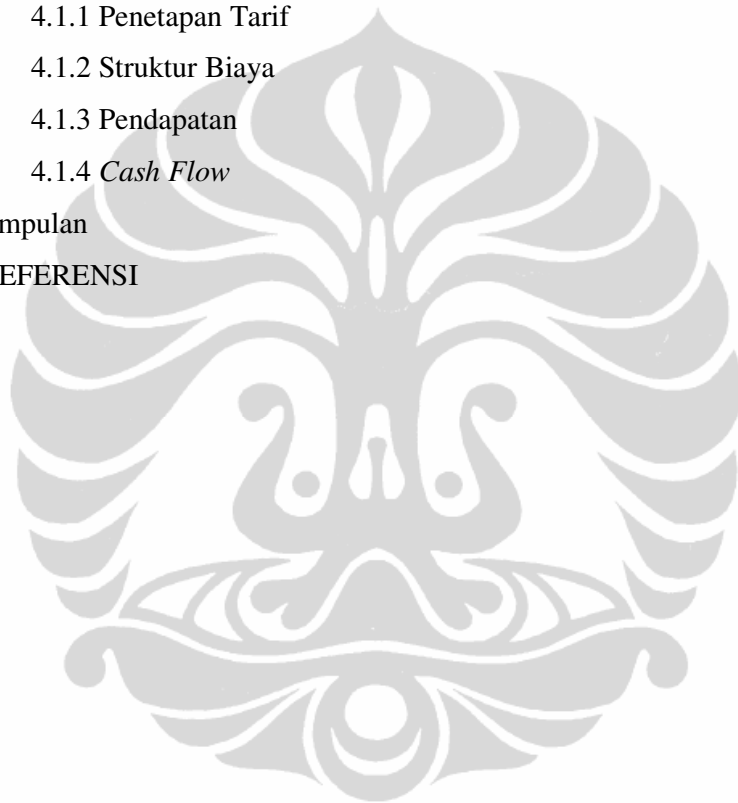 4.1.1 Penetapan Tarif
4.1.2 Struktur Biaya
4.1.3 Pendapatan
4.1.4 Cash Flow
mpulan
EFERENSI